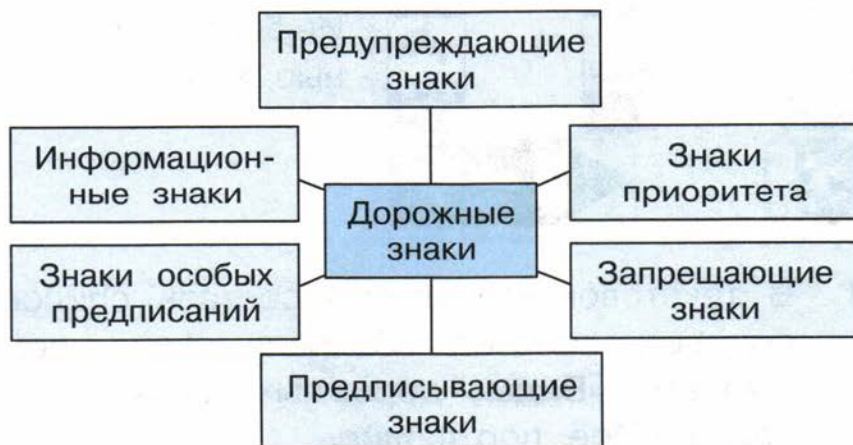 Предупреждающие
знаки
Информацион-
ные знаки
Знаки
приоритета
Дорожные
знаки
Знаки особых
предписаний
Запрещающие
знаки
Предписывающие
знаки